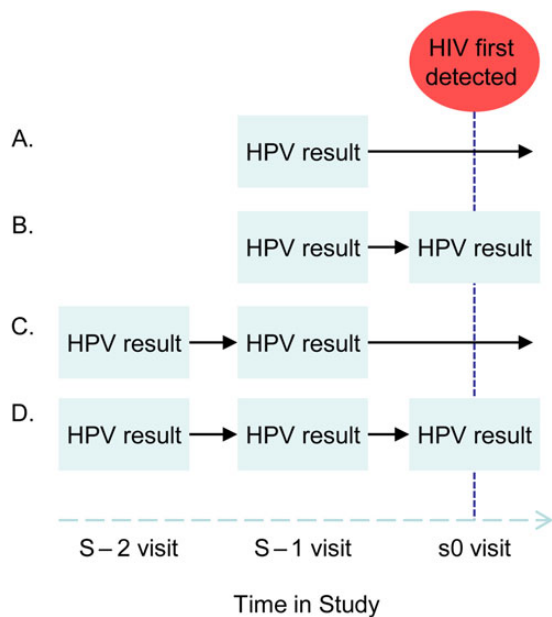 HIV first
detected
A.
HPV result
B.
HPV result HPV result
C.
HPV result HPV result
D.
HPV result HPV result HPV result
S – 2 visit S – 1 visit s0 visit
Time in Study